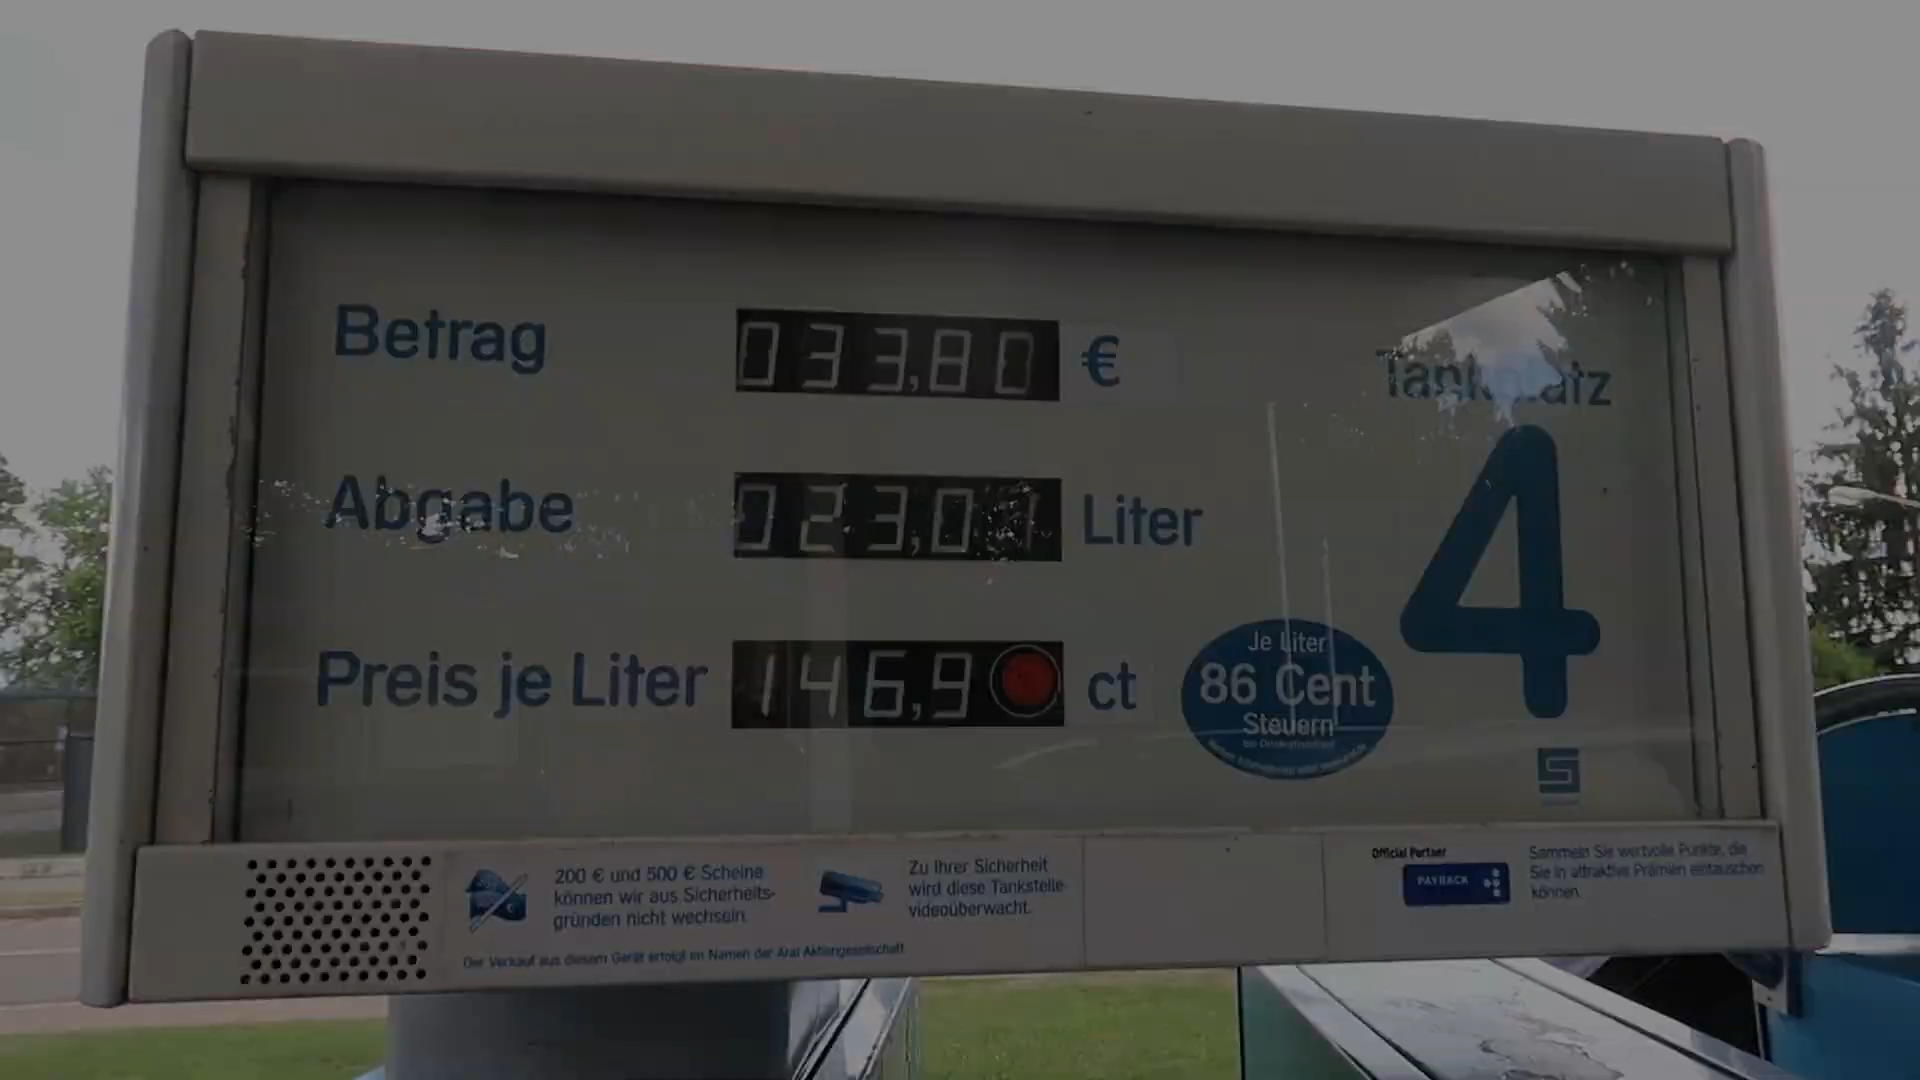 Betrag 033,80 €
Tankplatz
Abgabe 023,01 Liter
4
Preis je Liter 146,9 ct
Je Liter
86 Cent
Steuern
200 € und 500 € Scheine
können wir aus Sicherheits-
gründen nicht wechseln.
Zu Ihrer Sicherheit
wird diese Tankstelle
videoüberwacht.
Official Partner
PAYBACK
Sammeln Sie wertvolle Punkte, die
Sie in attraktive Prämien eintauschen
können.
Der Verkauf aus diesem Gerät erfolgt im Namen der Aral Aktiengesellschaft